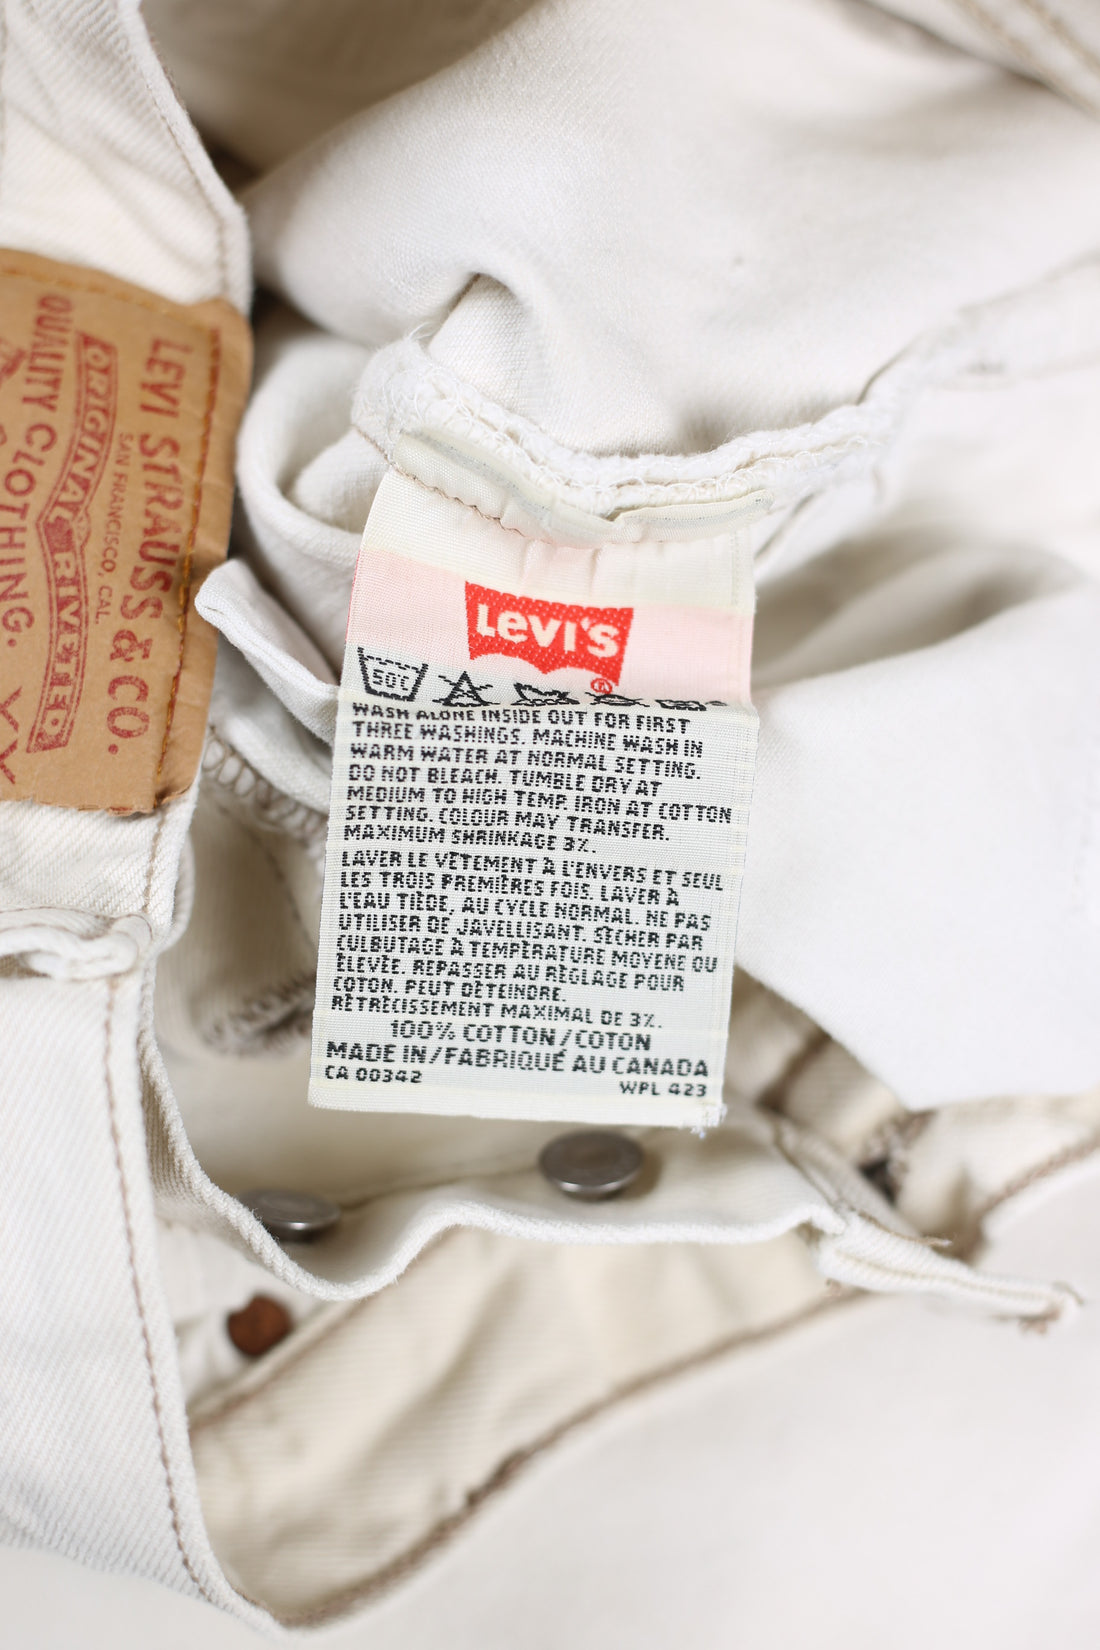 LEVI STRAUSS & CO.
SAN FRANCISCO, CAL.
ORIGINAL RIVETED
QUALITY CLOTHING
Levi's
®
50°C
WASH ALONE INSIDE OUT FOR FIRST
THREE WASHINGS. MACHINE WASH IN
WARM WATER AT NORMAL SETTING.
DO NOT BLEACH. TUMBLE DRY AT
MEDIUM TO HIGH TEMP. IRON AT COTTON
SETTING. COLOUR MAY TRANSFER.
MAXIMUM SHRINKAGE 3%.
LAVER LE VÊTEMENT À L'ENVERS ET SEUL
LES TROIS PREMIÈRES FOIS. LAVER À
L'EAU TIÈDE, AU CYCLE NORMAL. NE PAS
UTILISER DE JAVELLISANT. SÉCHER PAR
CULBUTAGE À TEMPÉRATURE MOYENE OU
ÉLEVÉE. REPASSER AU RÉGLAGE POUR
COTON. PEUT DÉTEINDRE.
RÉTRÉCISSEMENT MAXIMAL DE 3%.
100% COTTON/COTON
MADE IN/FABRIQUÉ AU CANADA
CA 00342 WPL 423